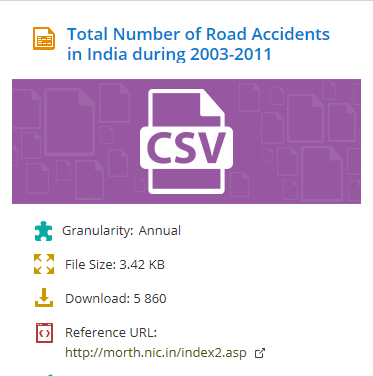 Total Number of Road Accidents
in India during 2003-2011
CSV
Granularity: Annual
File Size: 3.42 KB
Download: 5 860
Reference URL:
http://morth.nic.in/index2.asp